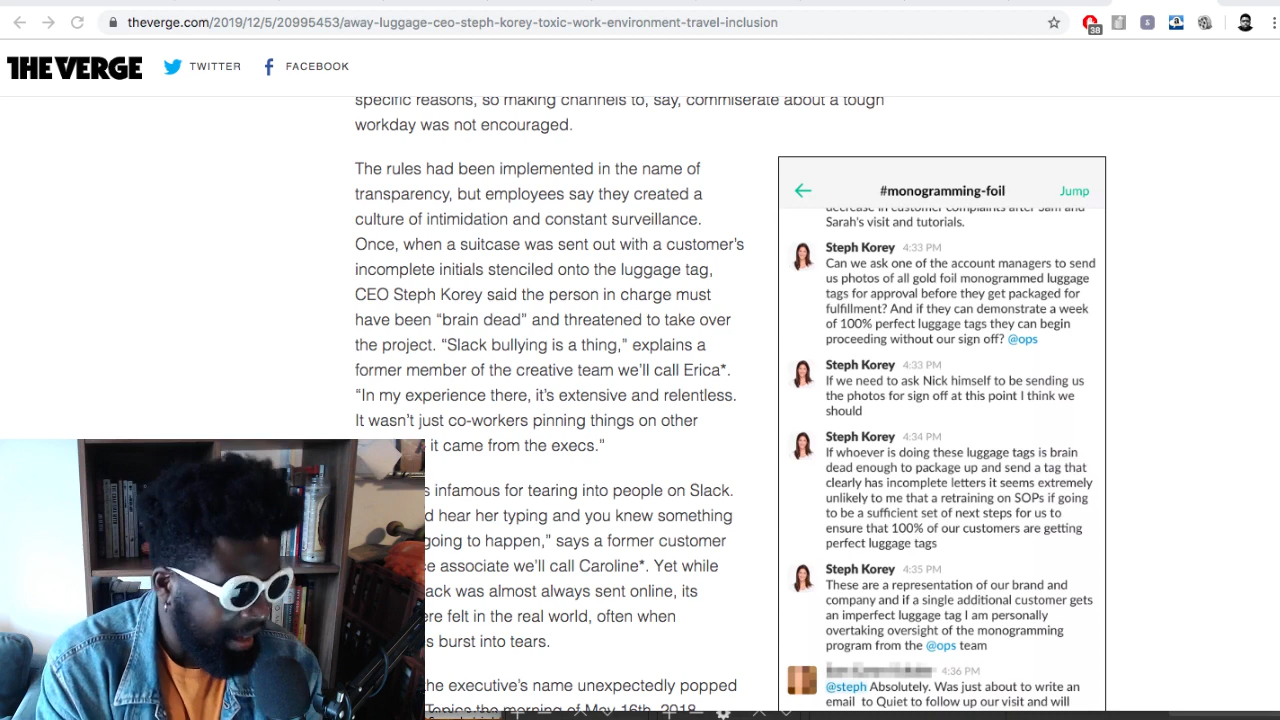 theverge.com/2019/12/5/20995453/away-luggage-ceo-steph-korey-toxic-work-environment-travel-inclusion
38
THE VERGE
TWITTER
FACEBOOK
specific reasons, so making channels to, say, commiserate about a tough
workday was not encouraged.
The rules had been implemented in the name of
transparency, but employees say they created a
culture of intimidation and constant surveillance.
Once, when a suitcase was sent out with a customer's
incomplete initials stenciled onto the luggage tag,
CEO Steph Korey said the person in charge must
have been “brain dead” and threatened to take over
the project. “Slack bullying is a thing,” explains a
former member of the creative team we'll call Erica*.
“In my experience there, it's extensive and relentless.
It wasn't just co-workers pinning things on other
it came from the execs.”
s infamous for tearing into people on Slack.
d hear her typing and you knew something
going to happen,” says a former customer
e associate we'll call Caroline*. Yet while
ack was almost always sent online, its
ere felt in the real world, often when
s burst into tears.
he executive's name unexpectedly popped
Topics the morning of May 16th, 2018
#monogramming-foil
Jump
decrease in customer complaints after Sam and
Sarah's visit and tutorials.
Steph Korey 4:33 PM
Can we ask one of the account managers to send
us photos of all gold foil monogrammed luggage
tags for approval before they get packaged for
fulfillment? And if they can demonstrate a week
of 100% perfect luggage tags they can begin
proceeding without our sign off? @ops
Steph Korey 4:33 PM
If we need to ask Nick himself to be sending us
the photos for sign off at this point I think we
should
Steph Korey 4:34 PM
If whoever is doing these luggage tags is brain
dead enough to package up and send a tag that
clearly has incomplete letters it seems extremely
unlikely to me that a retraining on SOPs if going
to be a sufficient set of next steps for us to
ensure that 100% of our customers are getting
perfect luggage tags
Steph Korey 4:35 PM
These are a representation of our brand and
company and if a single additional customer gets
an imperfect luggage tag I am personally
overtaking oversight of the monogramming
program from the @ops team
4:36 PM
@steph Absolutely. Was just about to write an
email to Quiet to follow up our visit and will